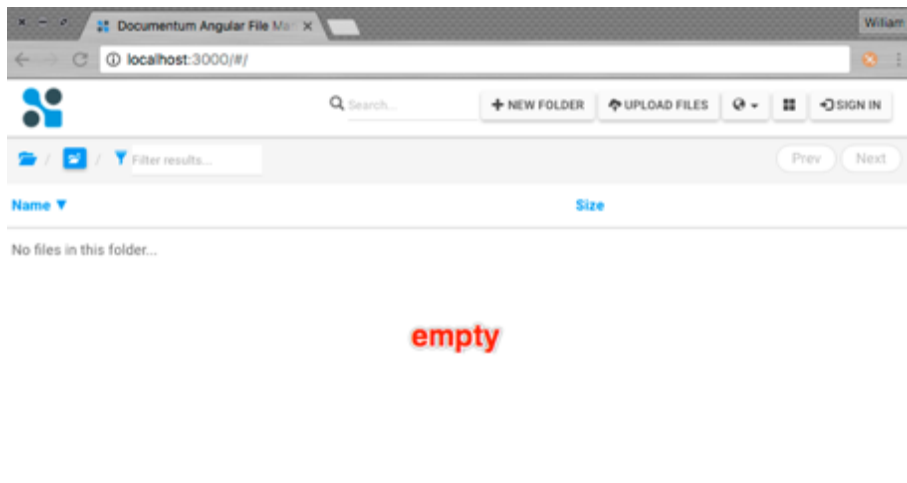 Documentum Angular File Ma
William
localhost:3000/#/
Search...
NEW FOLDER
UPLOAD FILES
SIGN IN
/ / Filter results...
Prev
Next
Name
Size
No files in this folder...
empty